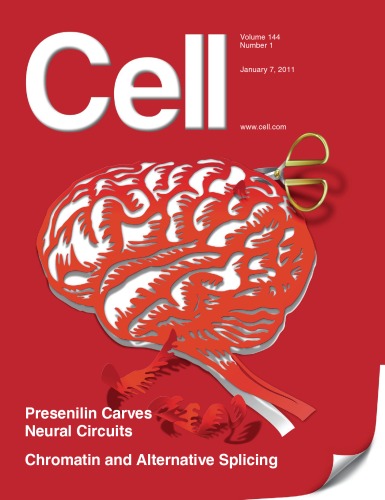 Cell
Volume 144
Number 1
January 7, 2011
www.cell.com
Presenilin Carves
Neural Circuits
Chromatin and Alternative Splicing